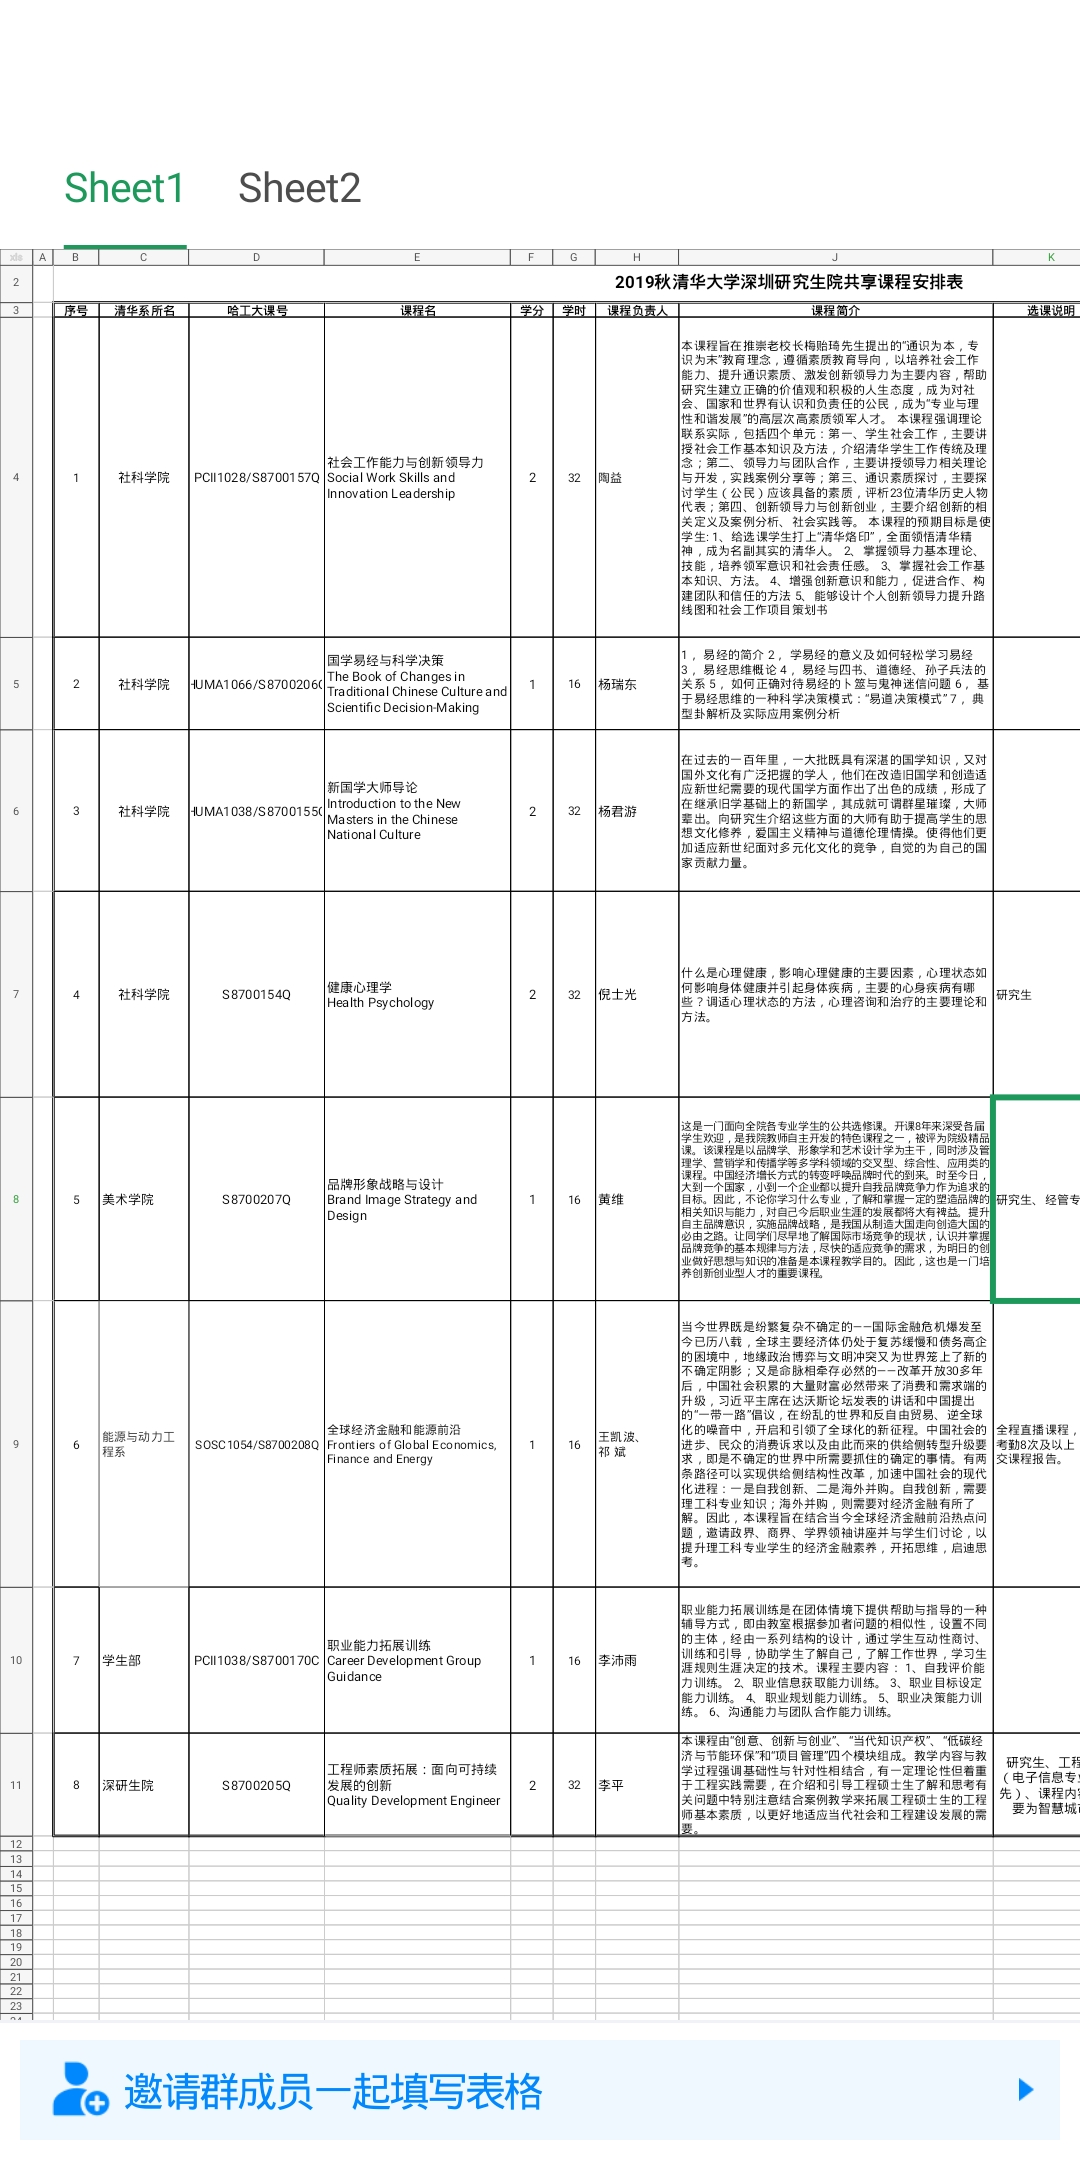 Sheet1 Sheet2
xls A B C D E F G H J K
2 2019秋清华大学深圳研究生院共享课程安排表
3 序号 清华系所名 哈工大课号 课程名 学分 学时 课程负责人 课程简介 选课说明
4 1 社科学院 PCII1028/S8700157Q
社会工作能力与创新领导力
Social Work Skills and
Innovation Leadership
2 32 陶益
本课程旨在推崇老校长梅贻琦先生提出的“通识为本，专
识为末”教育理念，遵循素质教育导向，以培养社会工作
能力、提升通识素质、激发创新领导力为主要内容，帮助
研究生建立正确的价值观和积极的人生态度，成为对社
会、国家和世界有认识和负责任的公民，成为“专业与理
性和谐发展”的高层次高素质领军人才。 本课程强调理论
联系实际，包括四个单元：第一、学生社会工作，主要讲
授社会工作基本知识及方法，介绍清华学生工作传统及理
念；第二、领导力与团队合作，主要讲授领导力相关理论
与开发，实践案例分享等；第三、通识素质探讨，主要探
讨学生（公民）应该具备的素质，评析23位清华历史人物
代表；第四、创新领导力与创新创业，主要介绍创新的相
关定义及案例分析、社会实践等。 本课程的预期目标是使
学生: 1、给选课学生打上“清华烙印”，全面领悟清华精
神，成为名副其实的清华人。 2、掌握领导力基本理论、
技能，培养领军意识和社会责任感。 3、掌握社会工作基
本知识、方法。 4、增强创新意识和能力，促进合作、构
建团队和信任的方法 5、能够设计个人创新领导力提升路
线图和社会工作项目策划书
5 2 社科学院 HUMA1066/S8700206Q
国学易经与科学决策
The Book of Changes in
Traditional Chinese Culture and
Scientific Decision-Making
1 16 杨瑞东
1，易经的简介 2，学易经的意义及如何轻松学习易经
3，易经思维概论 4，易经与四书、道德经、孙子兵法的
关系 5，如何正确对待易经的卜筮与鬼神迷信问题 6，基
于易经思维的一种科学决策模式：“易道决策模式” 7，典
型卦解析及实际应用案例分析
6 3 社科学院 HUMA1038/S8700155Q
新国学大师导论
Introduction to the New
Masters in the Chinese
National Culture
2 32 杨君游
在过去的一百年里，一大批既具有深湛的国学知识，又对
国外文化有广泛把握的学人，他们在改造旧国学和创造适
应新世纪需要的现代国学方面作出了出色的成绩，形成了
在继承旧学基础上的新国学，其成就可谓群星璀璨，大师
辈出。向研究生介绍这些方面的大师有助于提高学生的思
想文化修养，爱国主义精神与道德伦理情操。使得他们更
加适应新世纪面对多元化文化的竞争，自觉的为自己的国
家贡献力量。
7 4 社科学院 S8700154Q
健康心理学
Health Psychology
2 32 倪士光
什么是心理健康，影响心理健康的主要因素，心理状态如
何影响身体健康并引起身体疾病，主要的心身疾病有哪
些？调适心理状态的方法，心理咨询和治疗的主要理论和
方法。
研究生
8 5 美术学院 S8700207Q
品牌形象战略与设计
Brand Image Strategy and
Design
1 16 黄维
这是一门面向全院各专业学生的公共选修课。开课8年来深受各届
学生欢迎，是我院教师自主开发的特色课程之一，被评为院级精品
课。该课程是以品牌学、形象学和艺术设计学为主干，同时涉及管
理学、营销学和传播学等多学科领域的交叉型、综合性、应用类的
课程。中国经济增长方式的转变呼唤品牌时代的到来。时至今日，
大到一个国家，小到一个企业都以提升自我品牌竞争力作为追求的
目标。因此，不论你学习什么专业，了解和掌握一定的塑造品牌的
相关知识与能力，对自己今后职业生涯的发展都将大有裨益。提升
自主品牌意识，实施品牌战略，是我国从制造大国走向创造大国的
必由之路。让同学们尽早地了解国际市场竞争的现状，认识并掌握
品牌竞争的基本规律与方法，尽快的适应竞争的需求，为明日的创
业做好思想与知识的准备是本课程教学目的。因此，这也是一门培
养创新创业型人才的重要课程。
研究生、经管专
9 6
能源与动力工
程系
SOSC1054/S8700208Q
全球经济金融和能源前沿
Frontiers of Global Economics,
Finance and Energy
1 16
王凯波、
祁 斌
当今世界既是纷繁复杂不确定的——国际金融危机爆发至
今已历八载，全球主要经济体仍处于复苏缓慢和债务高企
的困境中，地缘政治博弈与文明冲突又为世界笼上了新的
不确定阴影；又是命脉相牵存必然的——改革开放30多年
后，中国社会积累的大量财富必然带来了消费和需求端的
升级，习近平主席在达沃斯论坛发表的讲话和中国提出
的“一带一路”倡议，在纷乱的世界和反自由贸易、逆全球
化的噪音中，开启和引领了全球化的新征程。中国社会的
进步、民众的消费诉求以及由此而来的供给侧转型升级要
求，即是不确定的世界中所需要抓住的确定的事情。有两
条路径可以实现供给侧结构性改革，加速中国社会的现代
化进程：一是自我创新、二是海外并购。自我创新，需要
理工科专业知识；海外并购，则需要对经济金融有所了
解。因此，本课程旨在结合当今全球经济金融前沿热点问
题，邀请政界、商界、学界领袖讲座并与学生们讨论，以
提升理工科专业学生的经济金融素养，开拓思维，启迪思
考。
全程直播课程，
考勤8次及以上
交课程报告。
10 7 学生部 PCII1038/S8700170C
职业能力拓展训练
Career Development Group
Guidance
1 16 李沛雨
职业能力拓展训练是在团体情境下提供帮助与指导的一种
辅导方式，即由教室根据参加者问题的相似性，设置不同
的主体，经由一系列结构的设计，通过学生互动性商讨、
训练和引导，协助学生了解自己，了解工作世界，学习生
涯规则生涯决定的技术。课程主要内容： 1、自我评价能
力训练。 2、职业信息获取能力训练。 3、职业目标设定
能力训练。 4、职业规划能力训练。 5、职业决策能力训
练。 6、沟通能力与团队合作能力训练。
11 8 深研生院 S8700205Q
工程师素质拓展：面向可持续
发展的创新
Quality Development Engineer
2 32 李平
本课程由“创意、创新与创业”、“当代知识产权”、“低碳经
济与节能环保”和“项目管理”四个模块组成。教学内容与教
学过程强调基础性与针对性相结合，有一定理论性但着重
于工程实践需要，在介绍和引导工程硕士生了解和思考有
关问题中特别注意结合案例教学来拓展工程硕士生的工程
师基本素质，以更好地适应当代社会和工程建设发展的需
要。
研究生、工程
（电子信息专业
先）、课程内容
要为智慧城市
12
13
14
15
16
17
18
19
20
21
22
23
24
邀请群成员一起填写表格